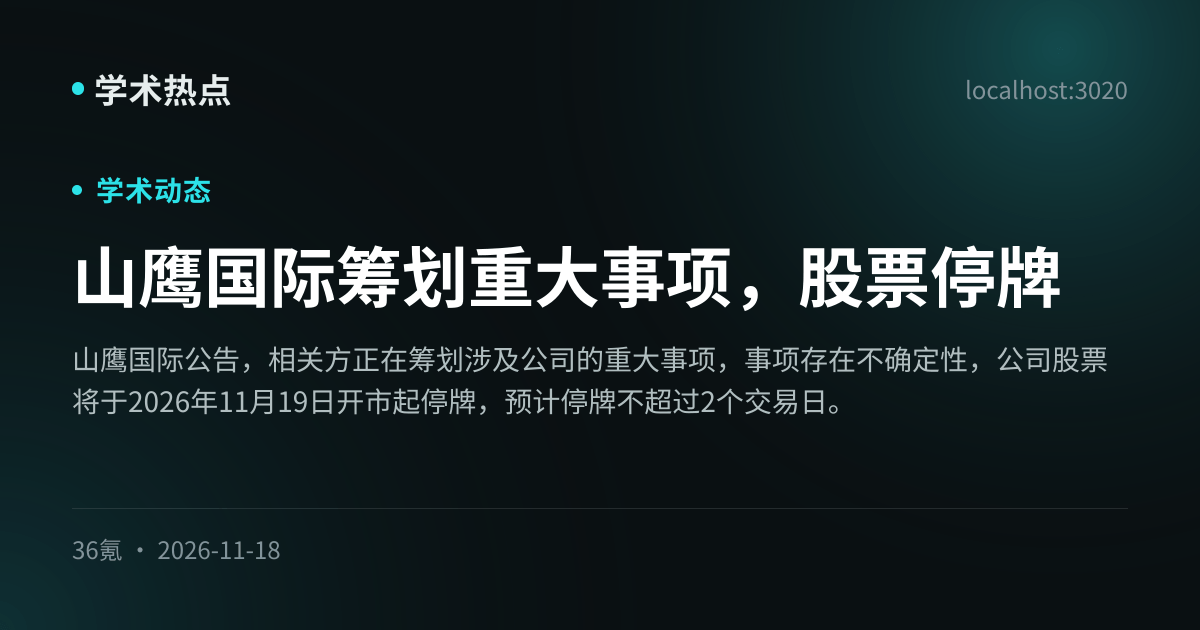 学术热点
localhost:3020
学术动态
山鹰国际筹划重大事项，股票停牌
山鹰国际公告，相关方正在筹划涉及公司的重大事项，事项存在不确定性，公司股票
将于2026年11月19日开市起停牌，预计停牌不超过2个交易日。
36氪 · 2026-11-18